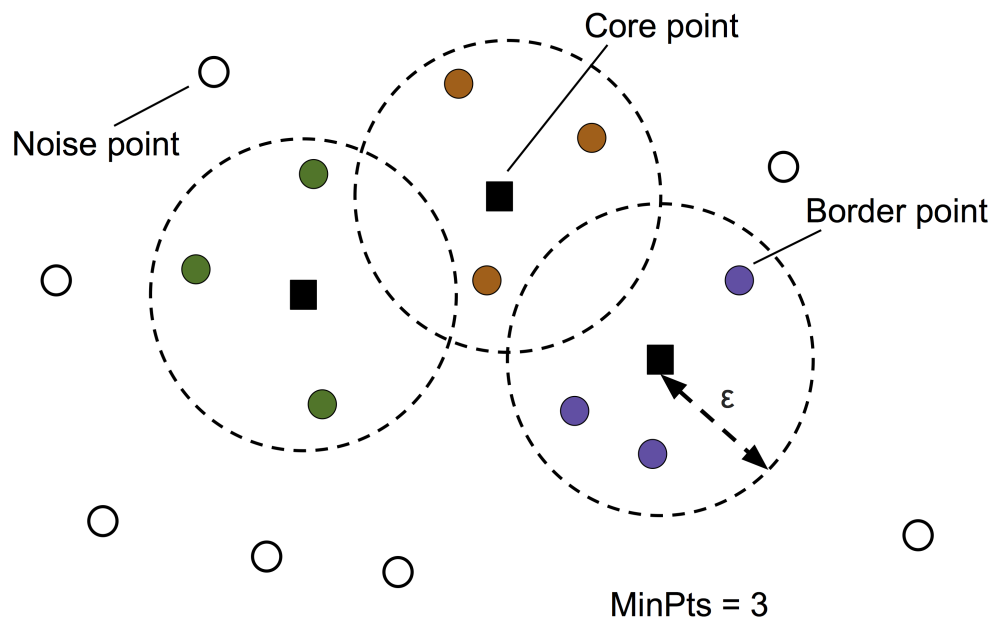 Core point
Noise point
Border point
ε
MinPts = 3